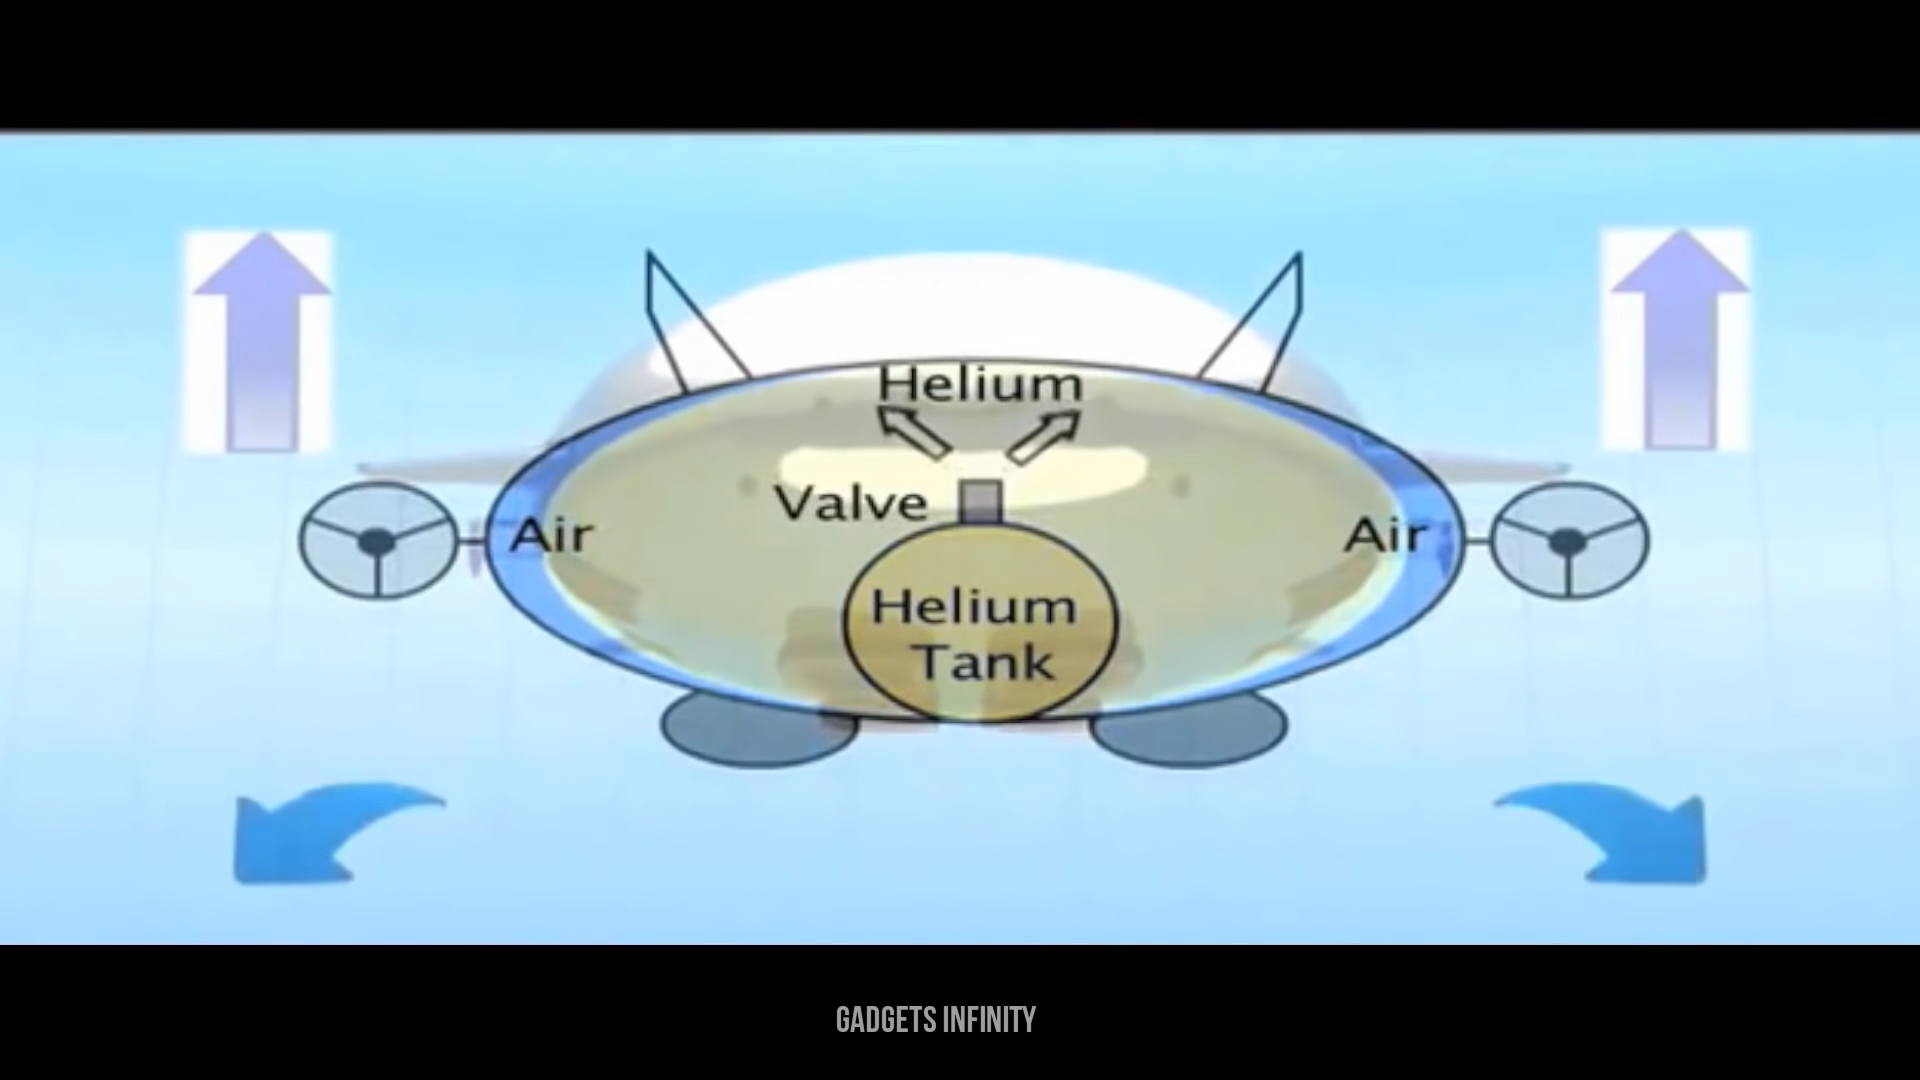 Helium
Valve
Air
Air
Helium
Tank
GADGETS INFINITY